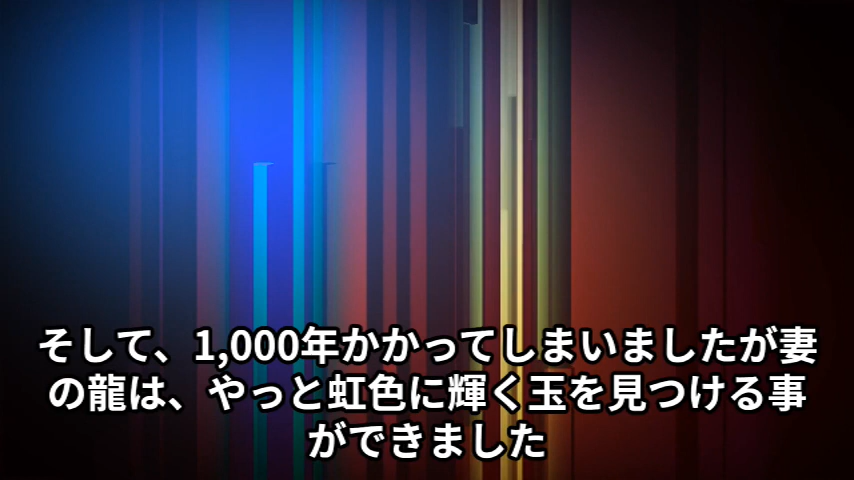 そして、1,000年かかってしまいましたが妻
の龍は、やっと虹色に輝く玉を見つける事
ができました